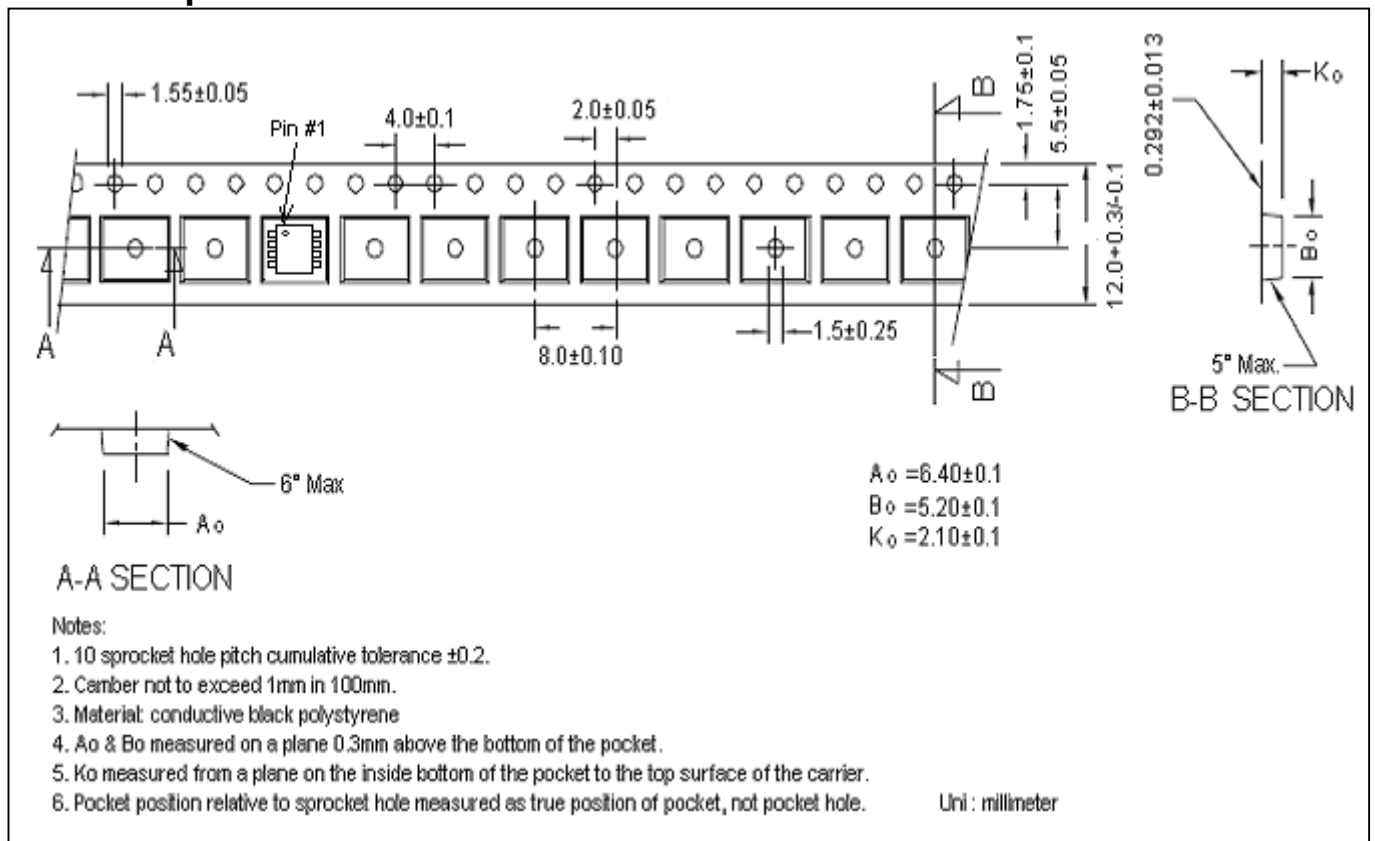 1.55±0.05
Pin #1
4.0±0.1
2.0±0.05
B
1.75±0.1
5.5±0.05
12.0+0.3/-0.1
0.292±0.013
Ko
Bo
5° Max.
B-B SECTION
A
A
8.0±0.10
1.5±0.25
B
6° Max
Ao
A-A SECTION
Ao =6.40±0.1
Bo =5.20±0.1
Ko =2.10±0.1
Notes:
1. 10 sprocket hole pitch cumulative tolerance ±0.2.
2. Camber not to exceed 1mm in 100mm.
3. Material: conductive black polystyrene
4. Ao & Bo measured on a plane 0.3mm above the bottom of the pocket.
5. Ko measured from a plane on the inside bottom of the pocket to the top surface of the carrier.
6. Pocket position relative to sprocket hole measured as true position of pocket, not pocket hole.
Uni : millimeter